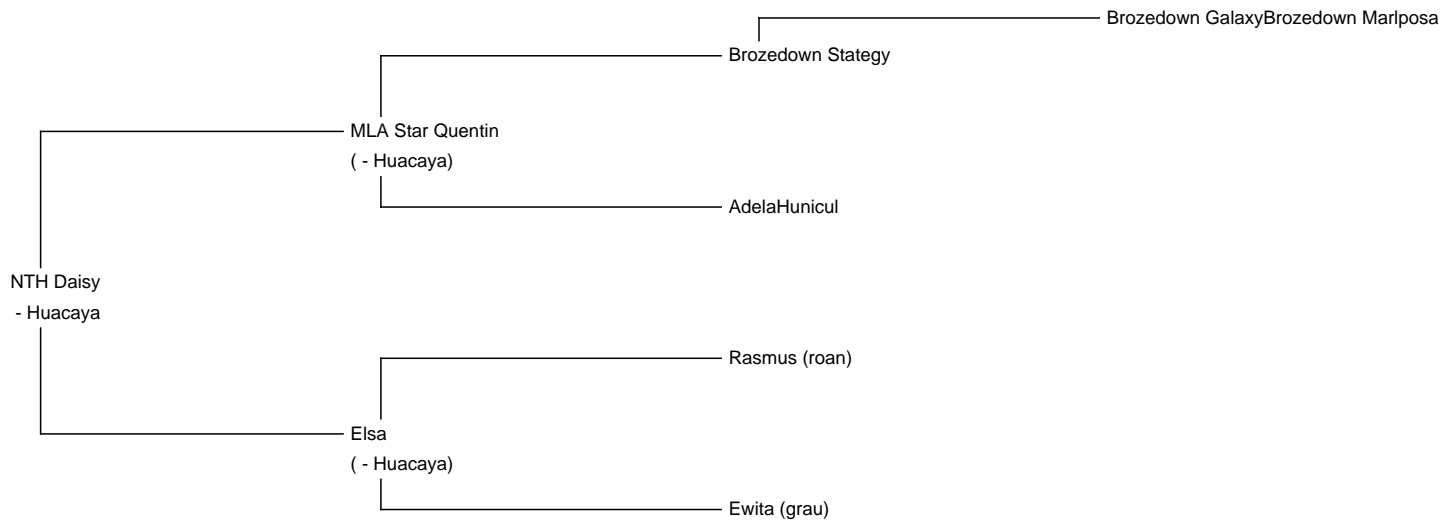 Brozedown GalaxyBrozedown Marlposa
Brozedown Stategy
MLA Star Quentin
( - Huacaya)
AdelaHunicul
NTH Daisy
- Huacaya
Rasmus (roan)
Elsa
( - Huacaya)
Ewita (grau)